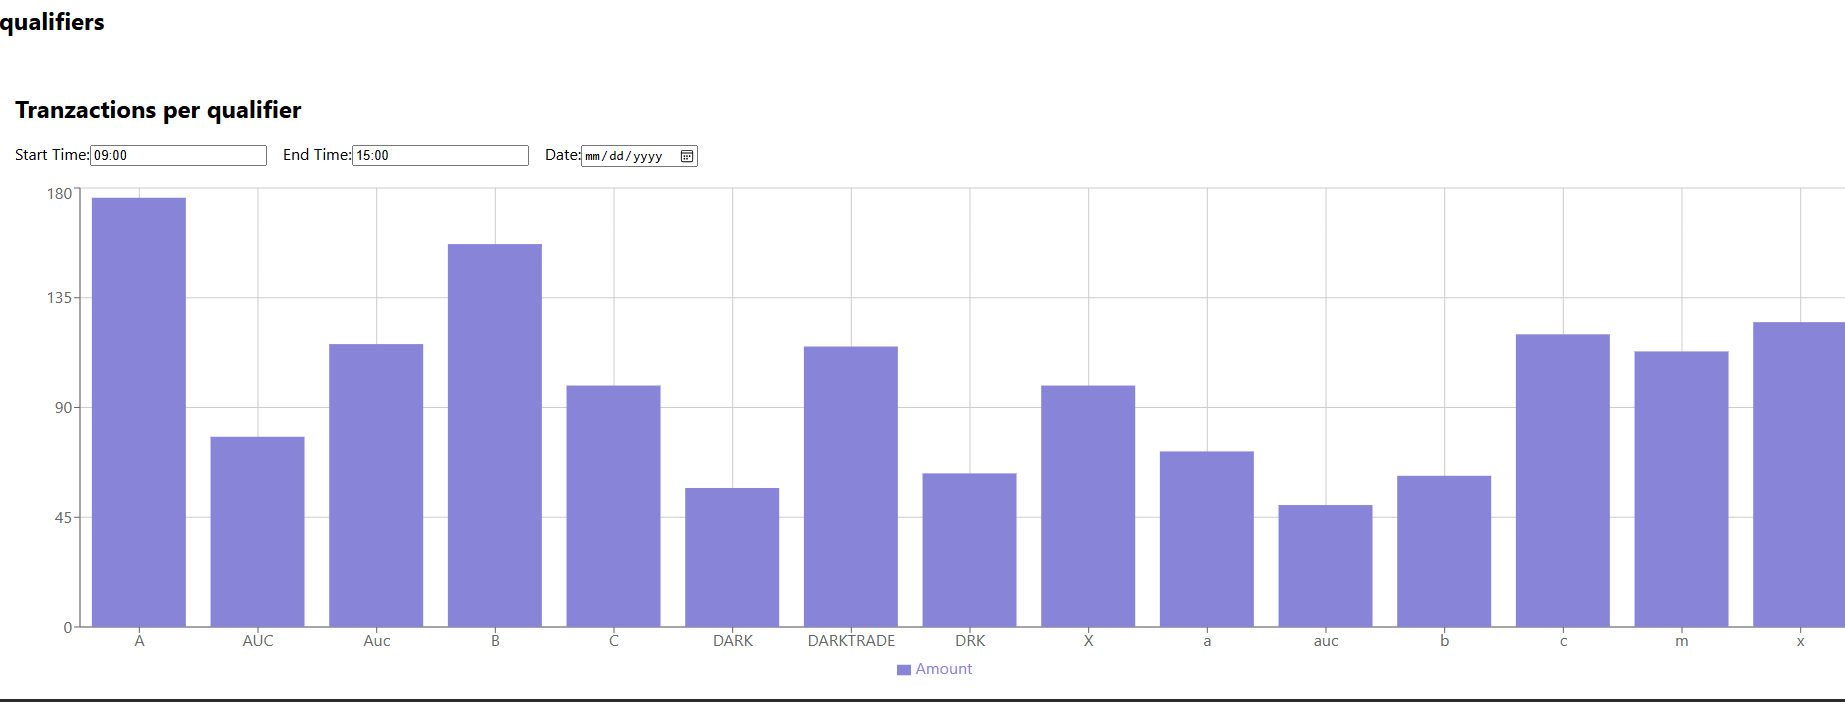 qualifiers
Tranzactions per qualifier
Start Time: 09:00 End Time: 15:00 Date: mm/dd/yyyy
180
135
90
45
0
A AUC Auc B C DARK DARKTRADE DRK X a auc b c m x
Amount